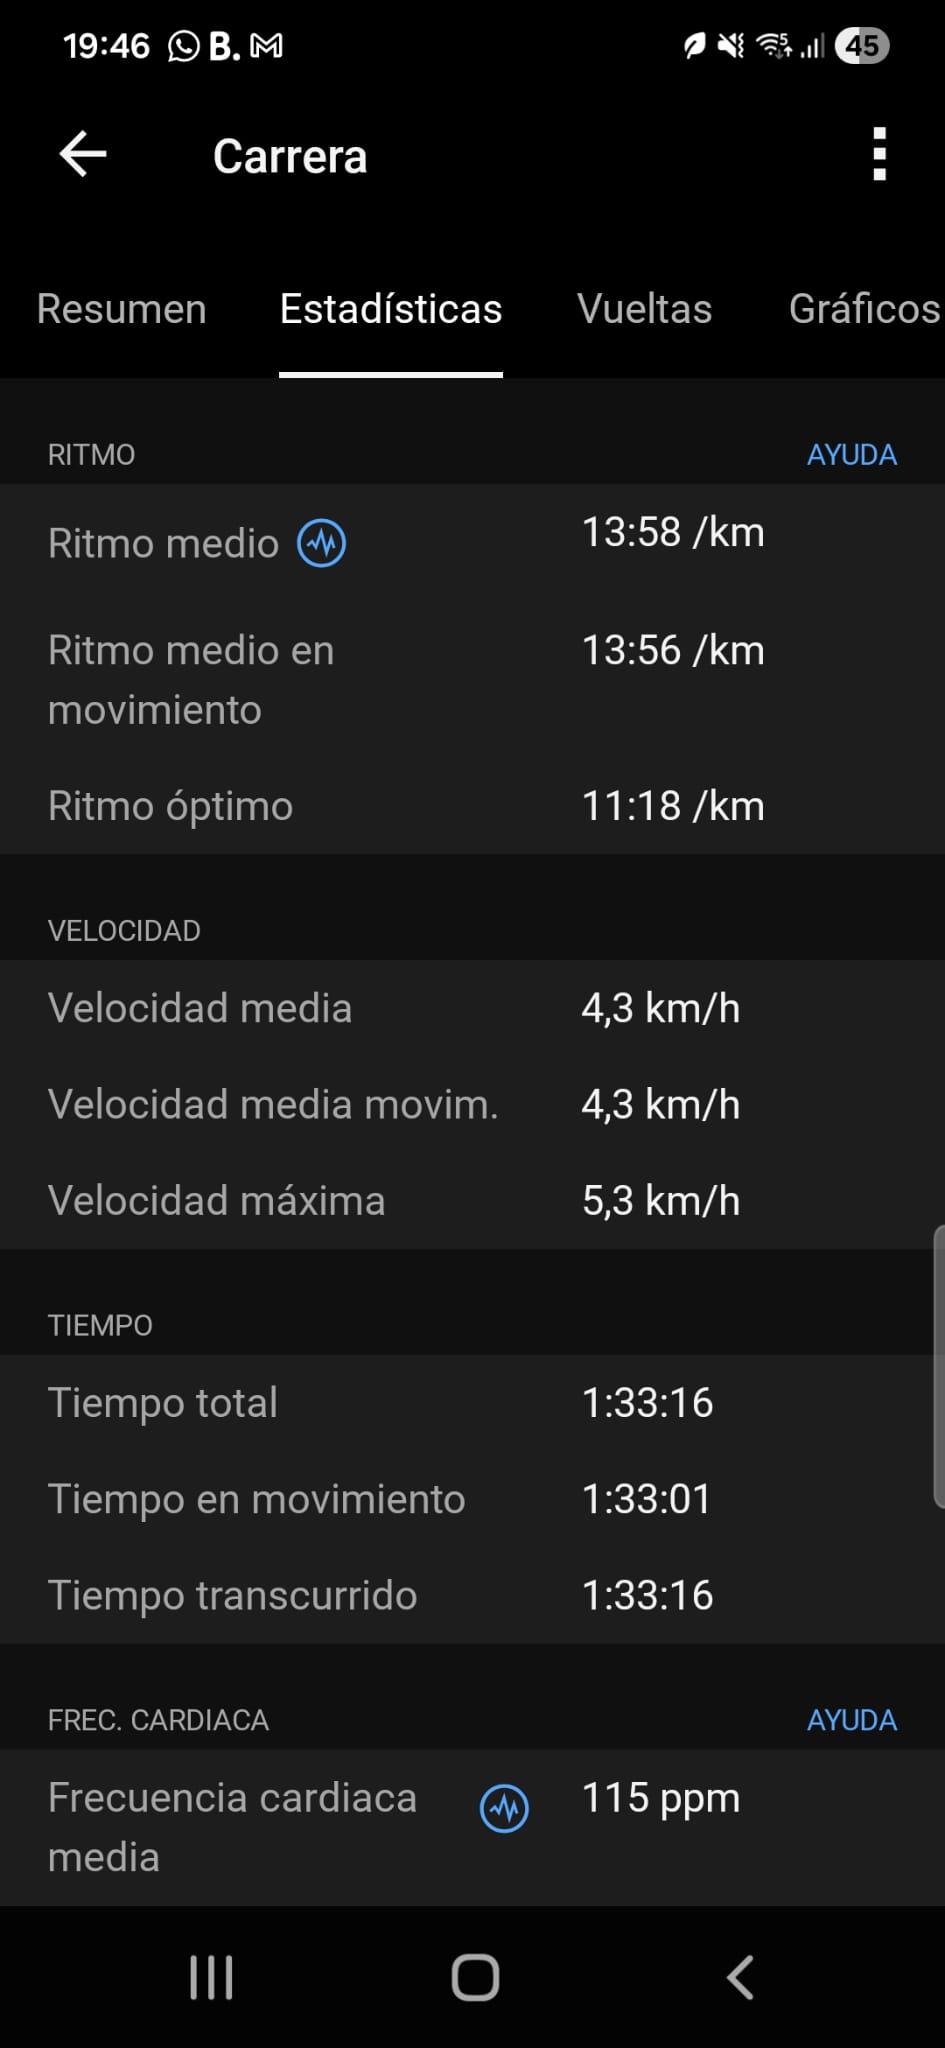 19:46 B. 5 45
Carrera
Resumen Estadísticas Vueltas Gráficos
RITMO AYUDA
Ritmo medio 13:58 /km
Ritmo medio en 13:56 /km
movimiento
Ritmo óptimo 11:18 /km
VELOCIDAD
Velocidad media 4,3 km/h
Velocidad media movim. 4,3 km/h
Velocidad máxima 5,3 km/h
TIEMPO
Tiempo total 1:33:16
Tiempo en movimiento 1:33:01
Tiempo transcurrido 1:33:16
FREC. CARDIACA AYUDA
Frecuencia cardiaca 115 ppm
media